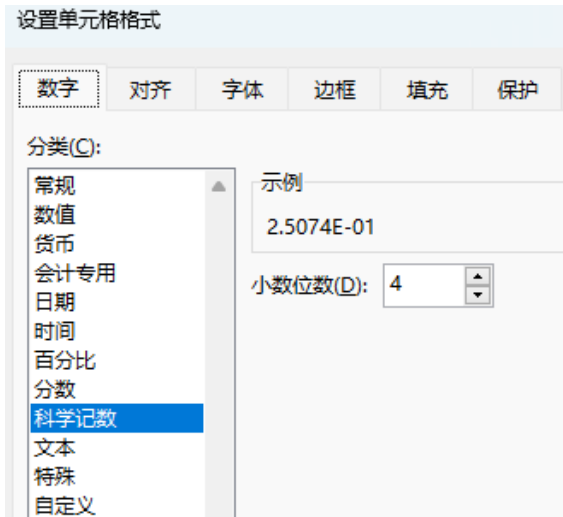 设置单元格格式
数字 对齐 字体 边框 填充 保护
分类(C):
常规
数值
货币
会计专用
日期
时间
百分比
分数
科学记数
文本
特殊
自定义
示例
2.5074E-01
小数位数(D): 4